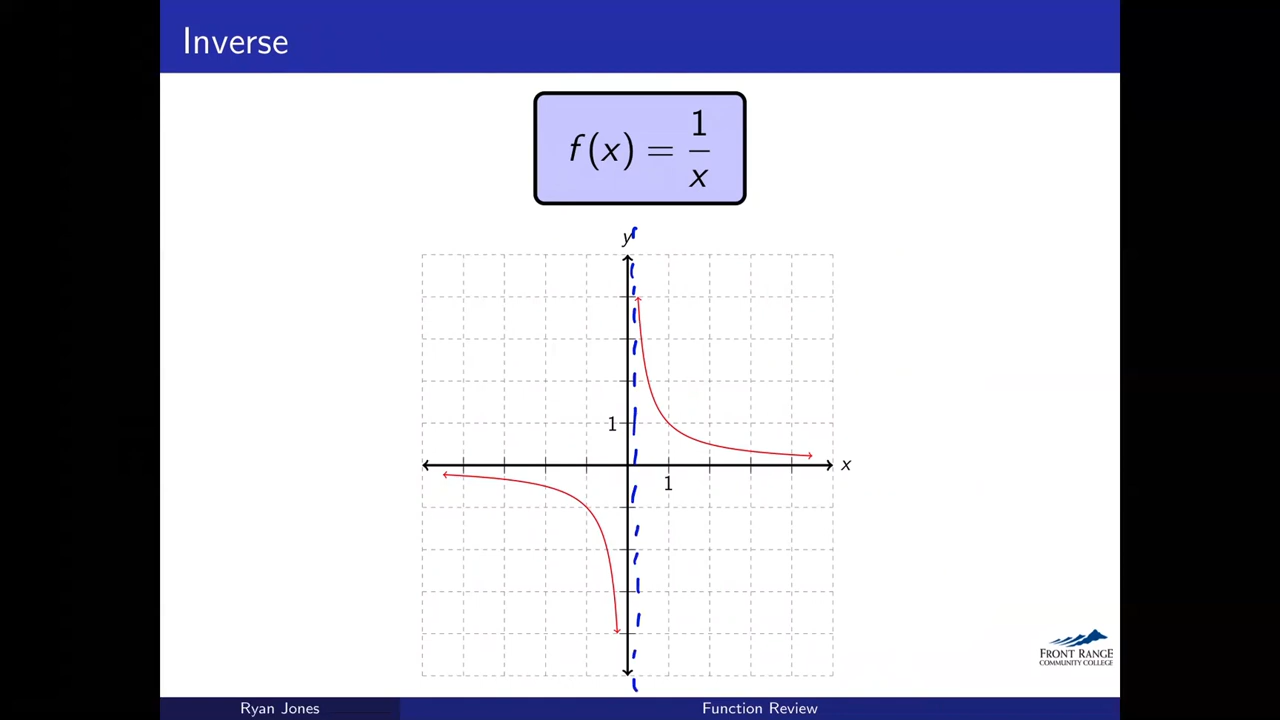 Inverse
f(x) = 1/x
y
1
x
1
FRONT RANGE
COMMUNITY COLLEGE
Ryan Jones
Function Review